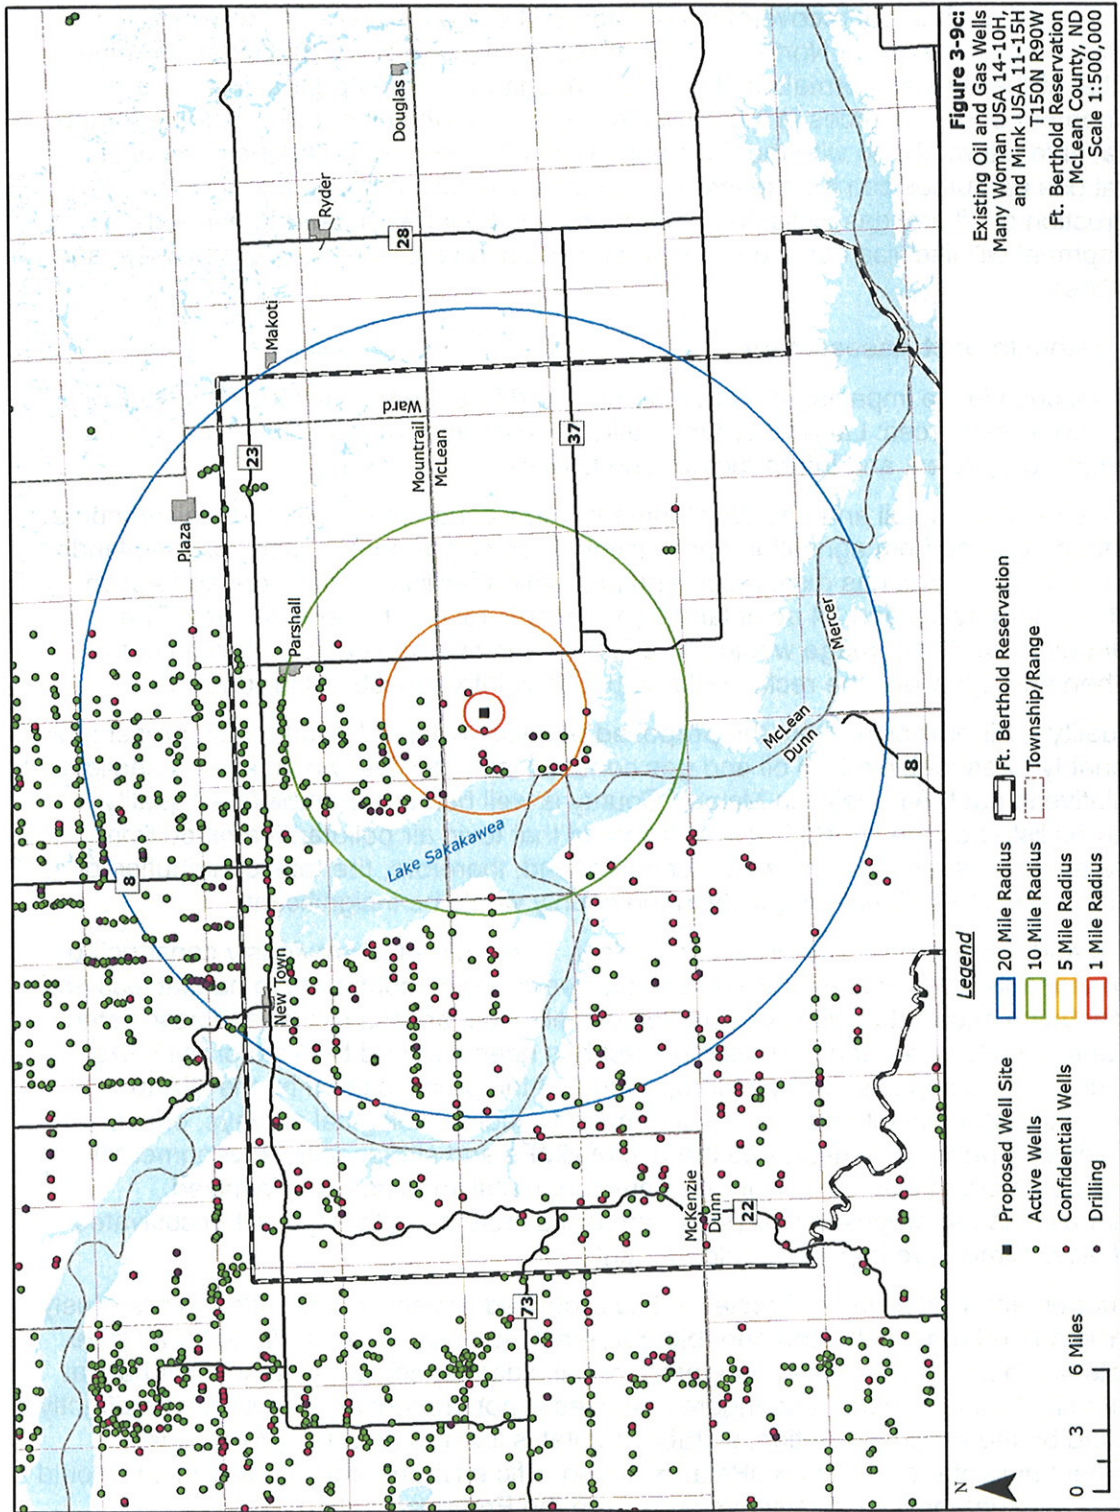 Douglas
Ryder
28
Makoti
Ward
Mountrail
McLean
37
23
Plaza
Parshall
8
Lake Sakakawea
New Town
Mercer
McLean
Dunn
8
McKenzie
Dunn
22
73
Figure 3-9c:
Existing Oil and Gas Wells
Many Woman USA 14-10H,
and Mink USA 11-15H
T150N R90W
Ft. Berthold Reservation
McLean County, ND
Scale 1:500,000
Legend
Proposed Well Site
Active Wells
Confidential Wells
Drilling
20 Mile Radius
10 Mile Radius
5 Mile Radius
1 Mile Radius
Ft. Berthold Reservation
Township/Range
N
0 3 6 Miles